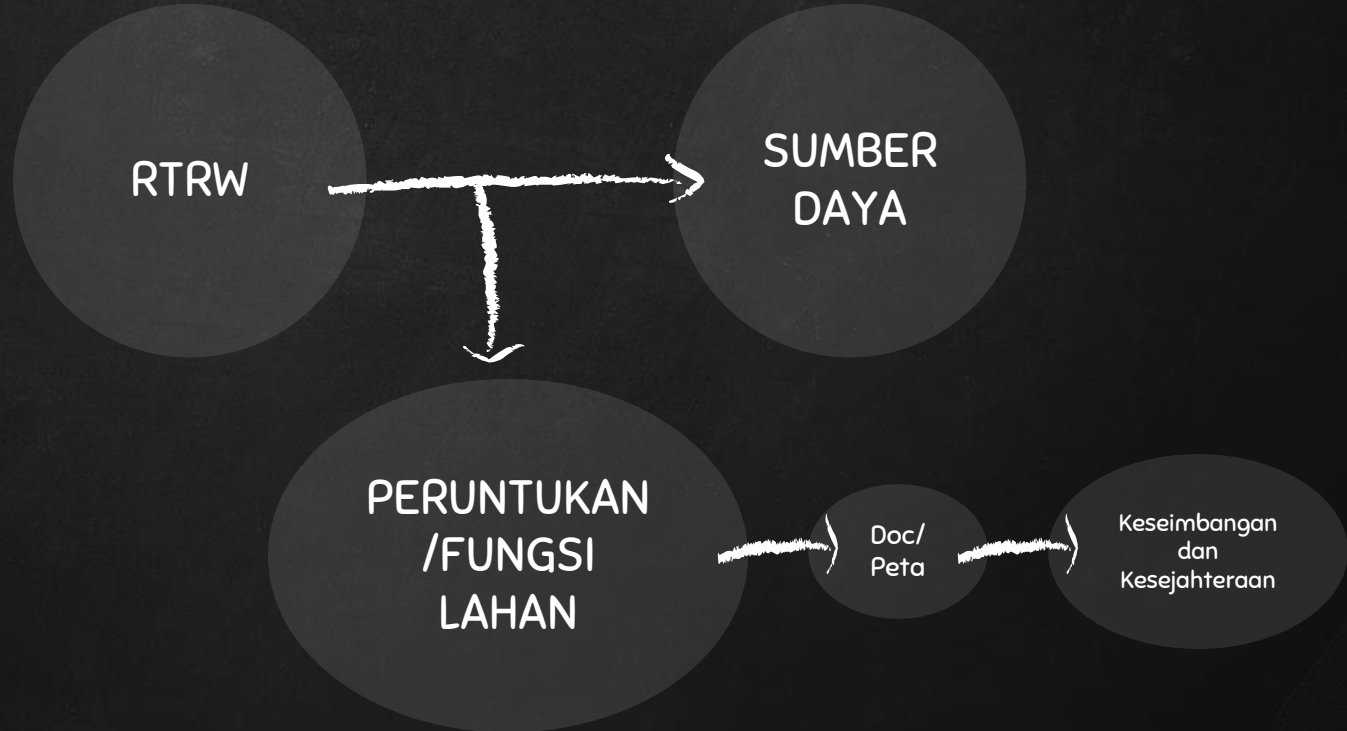 RTRW
SUMBER
DAYA
PERUNTUKAN
/FUNGSI
LAHAN
Doc/
Peta
Keseimbangan
dan
Kesejahteraan